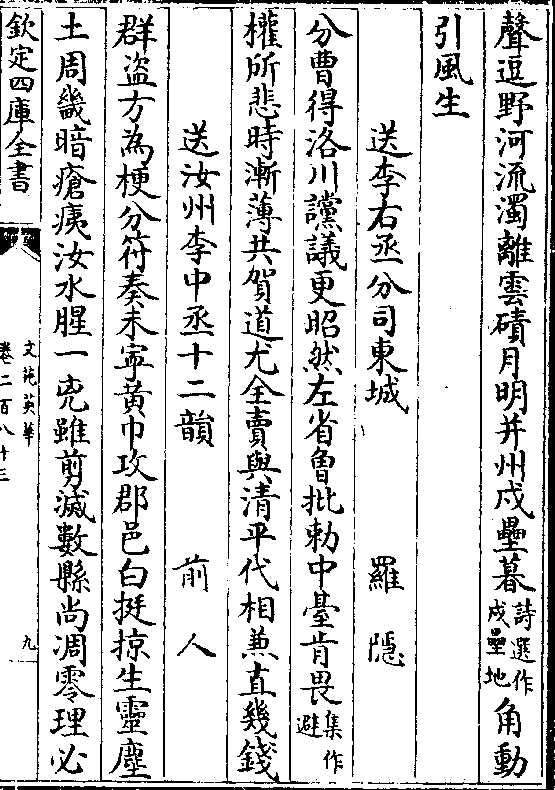 聲逗野河流濁離雲磧月明并州戍壘暮詩選作戍壘地角動
引風生
送李右丞分司東城　羅隱
分曹得洛川讜議更昭然左省曾批勅中臺肯畏集作避
權所悲時漸薄共賀道尤全賣與清平代相兼直幾錢
送汝州李中丞十二韻　前人
群盗方為梗分符奏未寧黄巾攻郡邑白挺掠生靈塵
土周畿暗瘡痍汝水腥一兇雖剪滅數縣尚凋零理必
欽定四庫全書
文苑英華
卷二百八十三
九